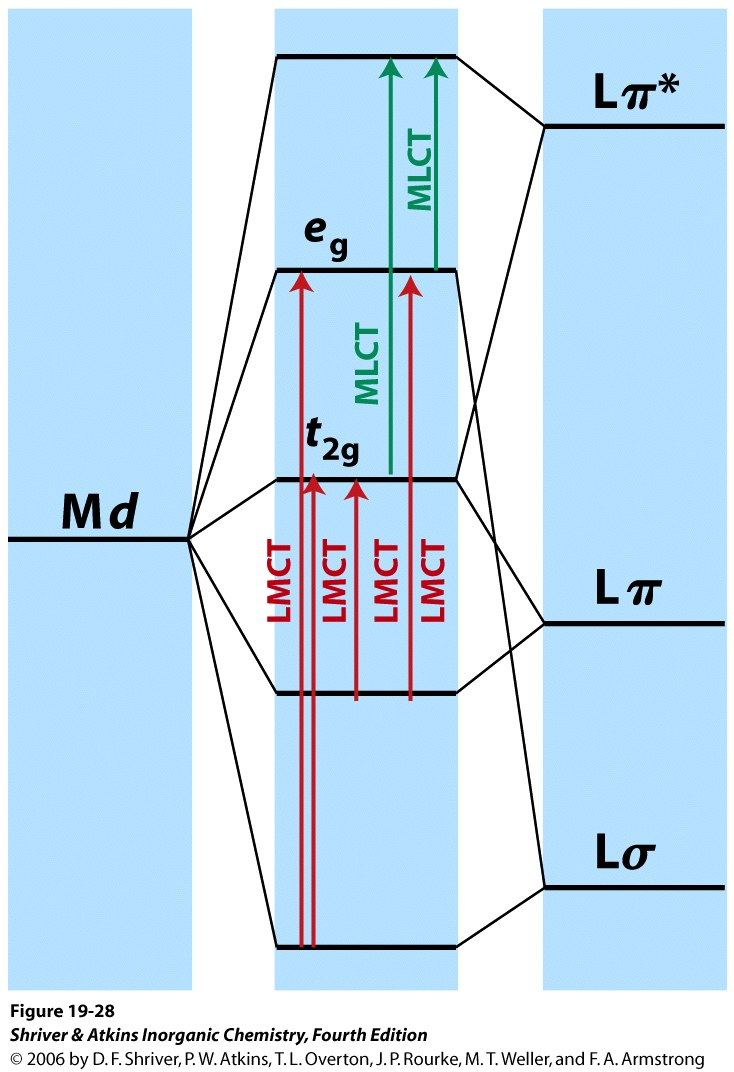 Lπ*
MLCT
e_g
MLCT
t_2g
Md
LMCT
LMCT
LMCT
LMCT
Lπ
Lσ
Figure 19-28
Shriver & Atkins Inorganic Chemistry, Fourth Edition
© 2006 by D. F. Shriver, P. W. Atkins, T. L. Overton, J. P. Rourke, M. T. Weller, and F. A. Armstrong